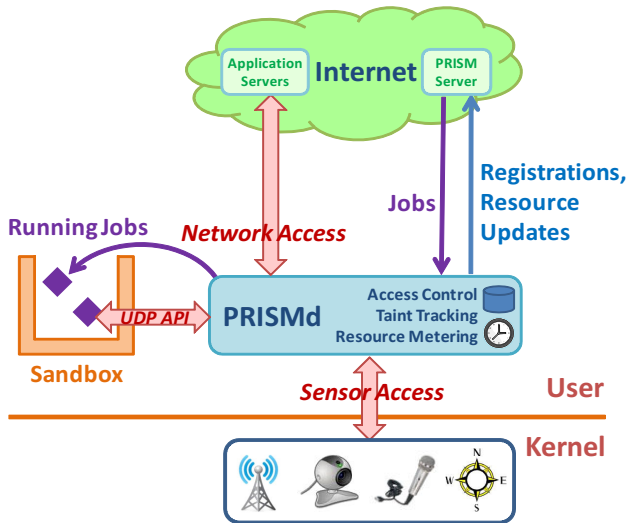 Application
Servers
Internet
PRISM
Server
Jobs
Registrations,
Resource
Updates
Running Jobs
Network Access
UDP API
PRISMd
Access Control
Taint Tracking
Resource Metering
Sandbox
Sensor Access
User
Kernel
N
W
E
S